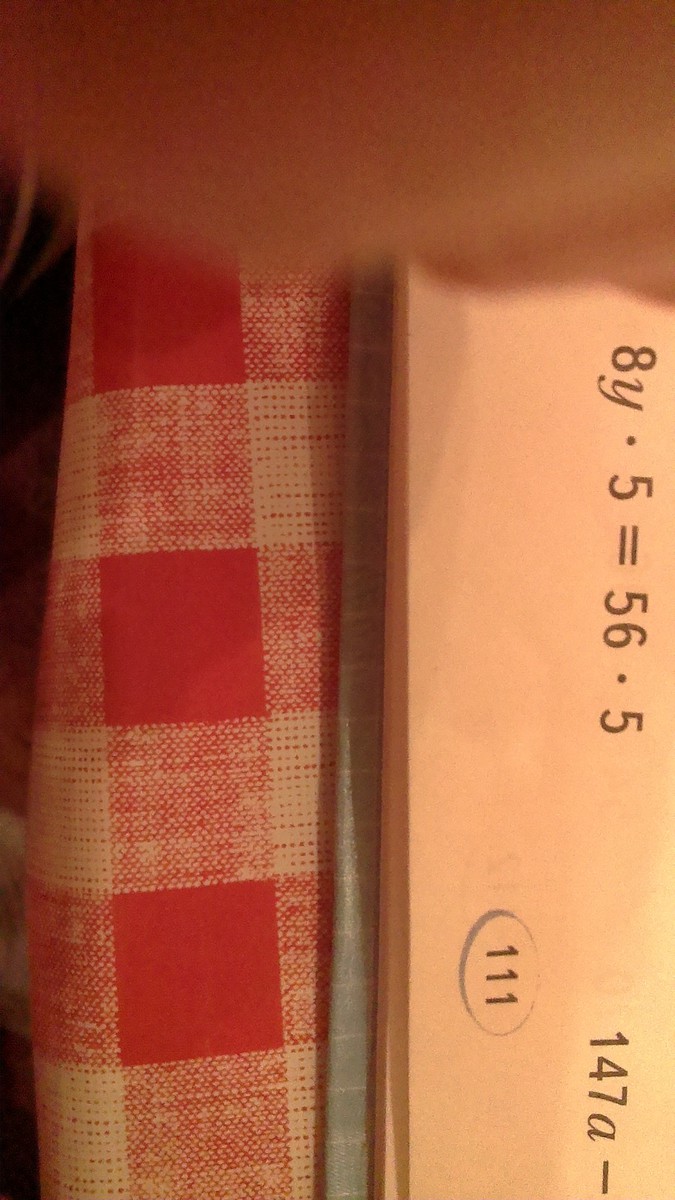 8y · 5 = 56 · 5
147a –
111